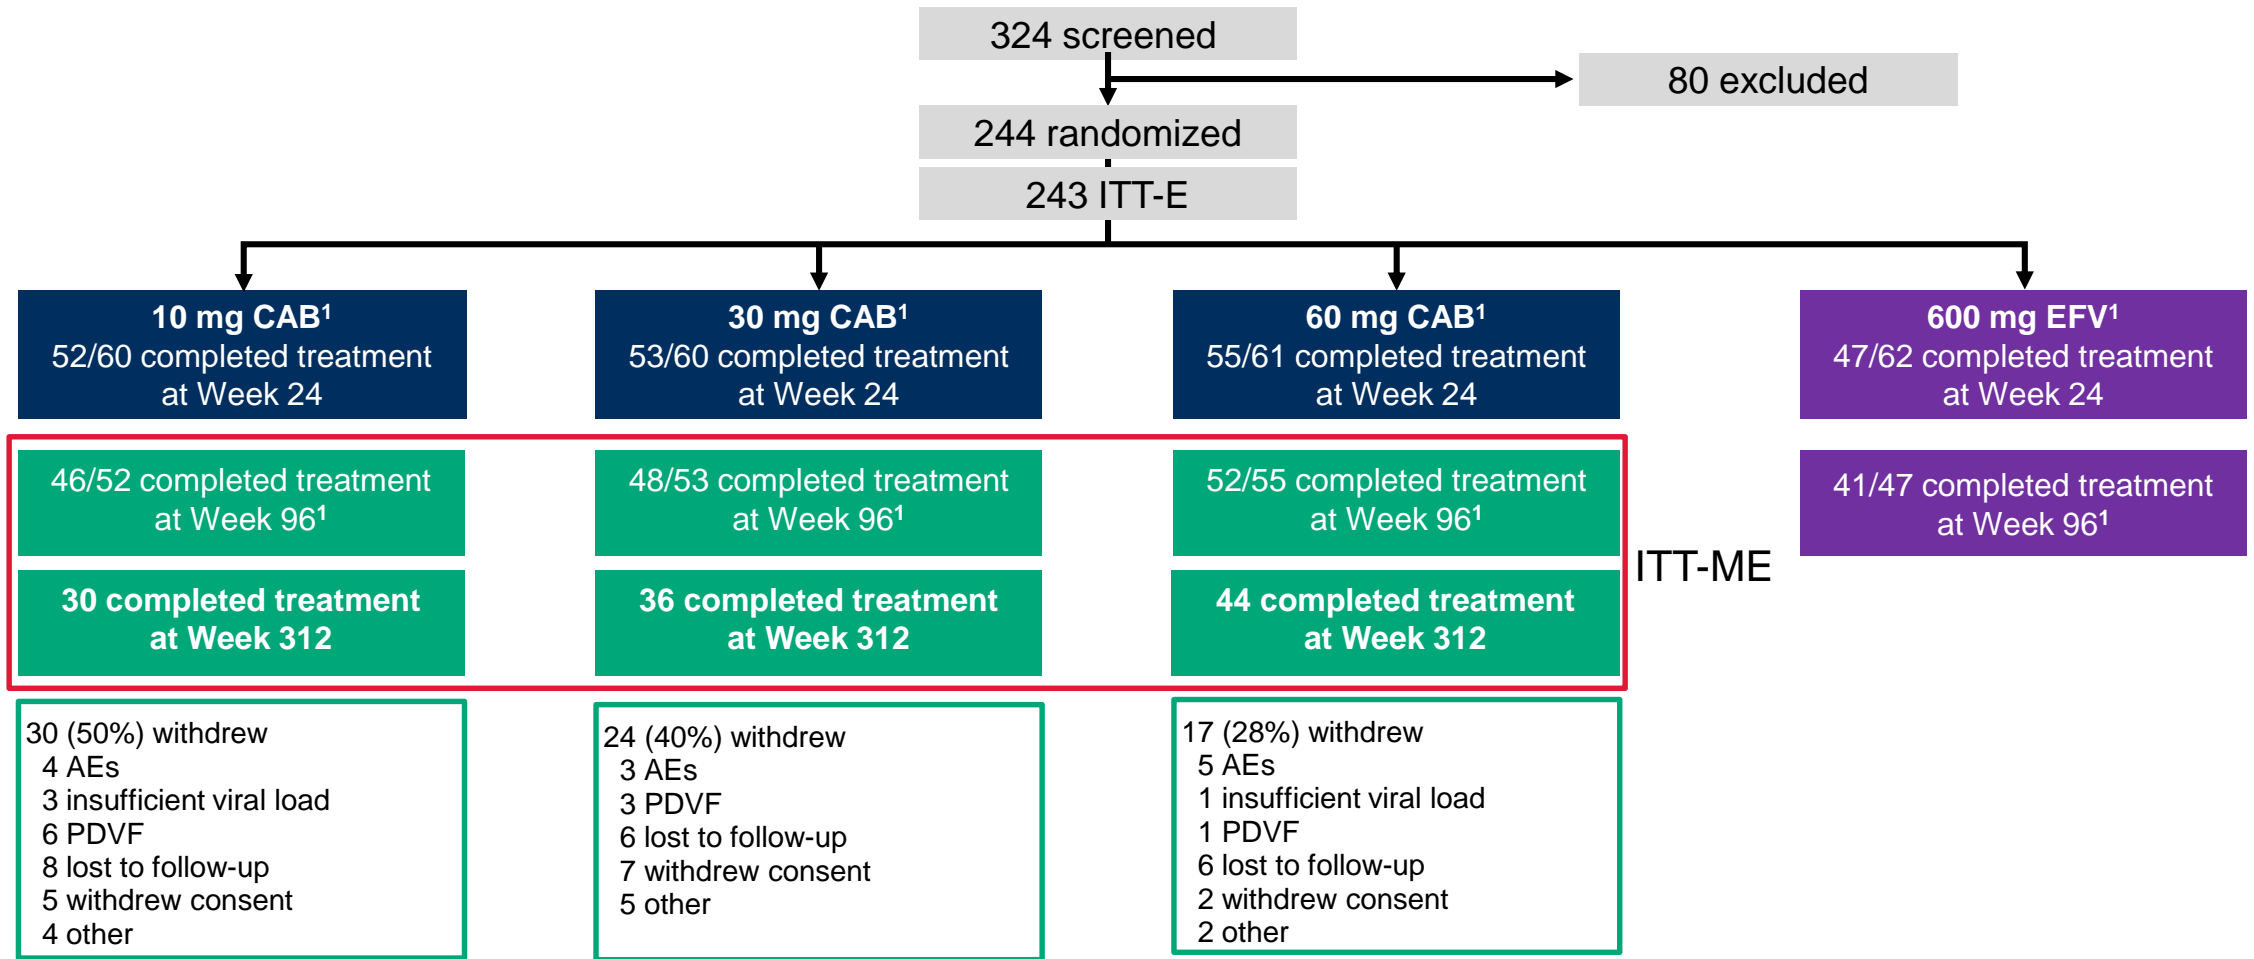 324 screened
80 excluded
244 randomized
243 ITT-E
10 mg CAB¹
52/60 completed treatment
at Week 24
30 mg CAB¹
53/60 completed treatment
at Week 24
60 mg CAB¹
55/61 completed treatment
at Week 24
600 mg EFV¹
47/62 completed treatment
at Week 24
46/52 completed treatment
at Week 96¹
48/53 completed treatment
at Week 96¹
52/55 completed treatment
at Week 96¹
41/47 completed treatment
at Week 96¹
ITT-ME
30 completed treatment
at Week 312
36 completed treatment
at Week 312
44 completed treatment
at Week 312
30 (50%) withdrew
4 AEs
3 insufficient viral load
6 PDVF
8 lost to follow-up
5 withdrew consent
4 other
24 (40%) withdrew
3 AEs
3 PDVF
6 lost to follow-up
7 withdrew consent
5 other
17 (28%) withdrew
5 AEs
1 insufficient viral load
1 PDVF
6 lost to follow-up
2 withdrew consent
2 other